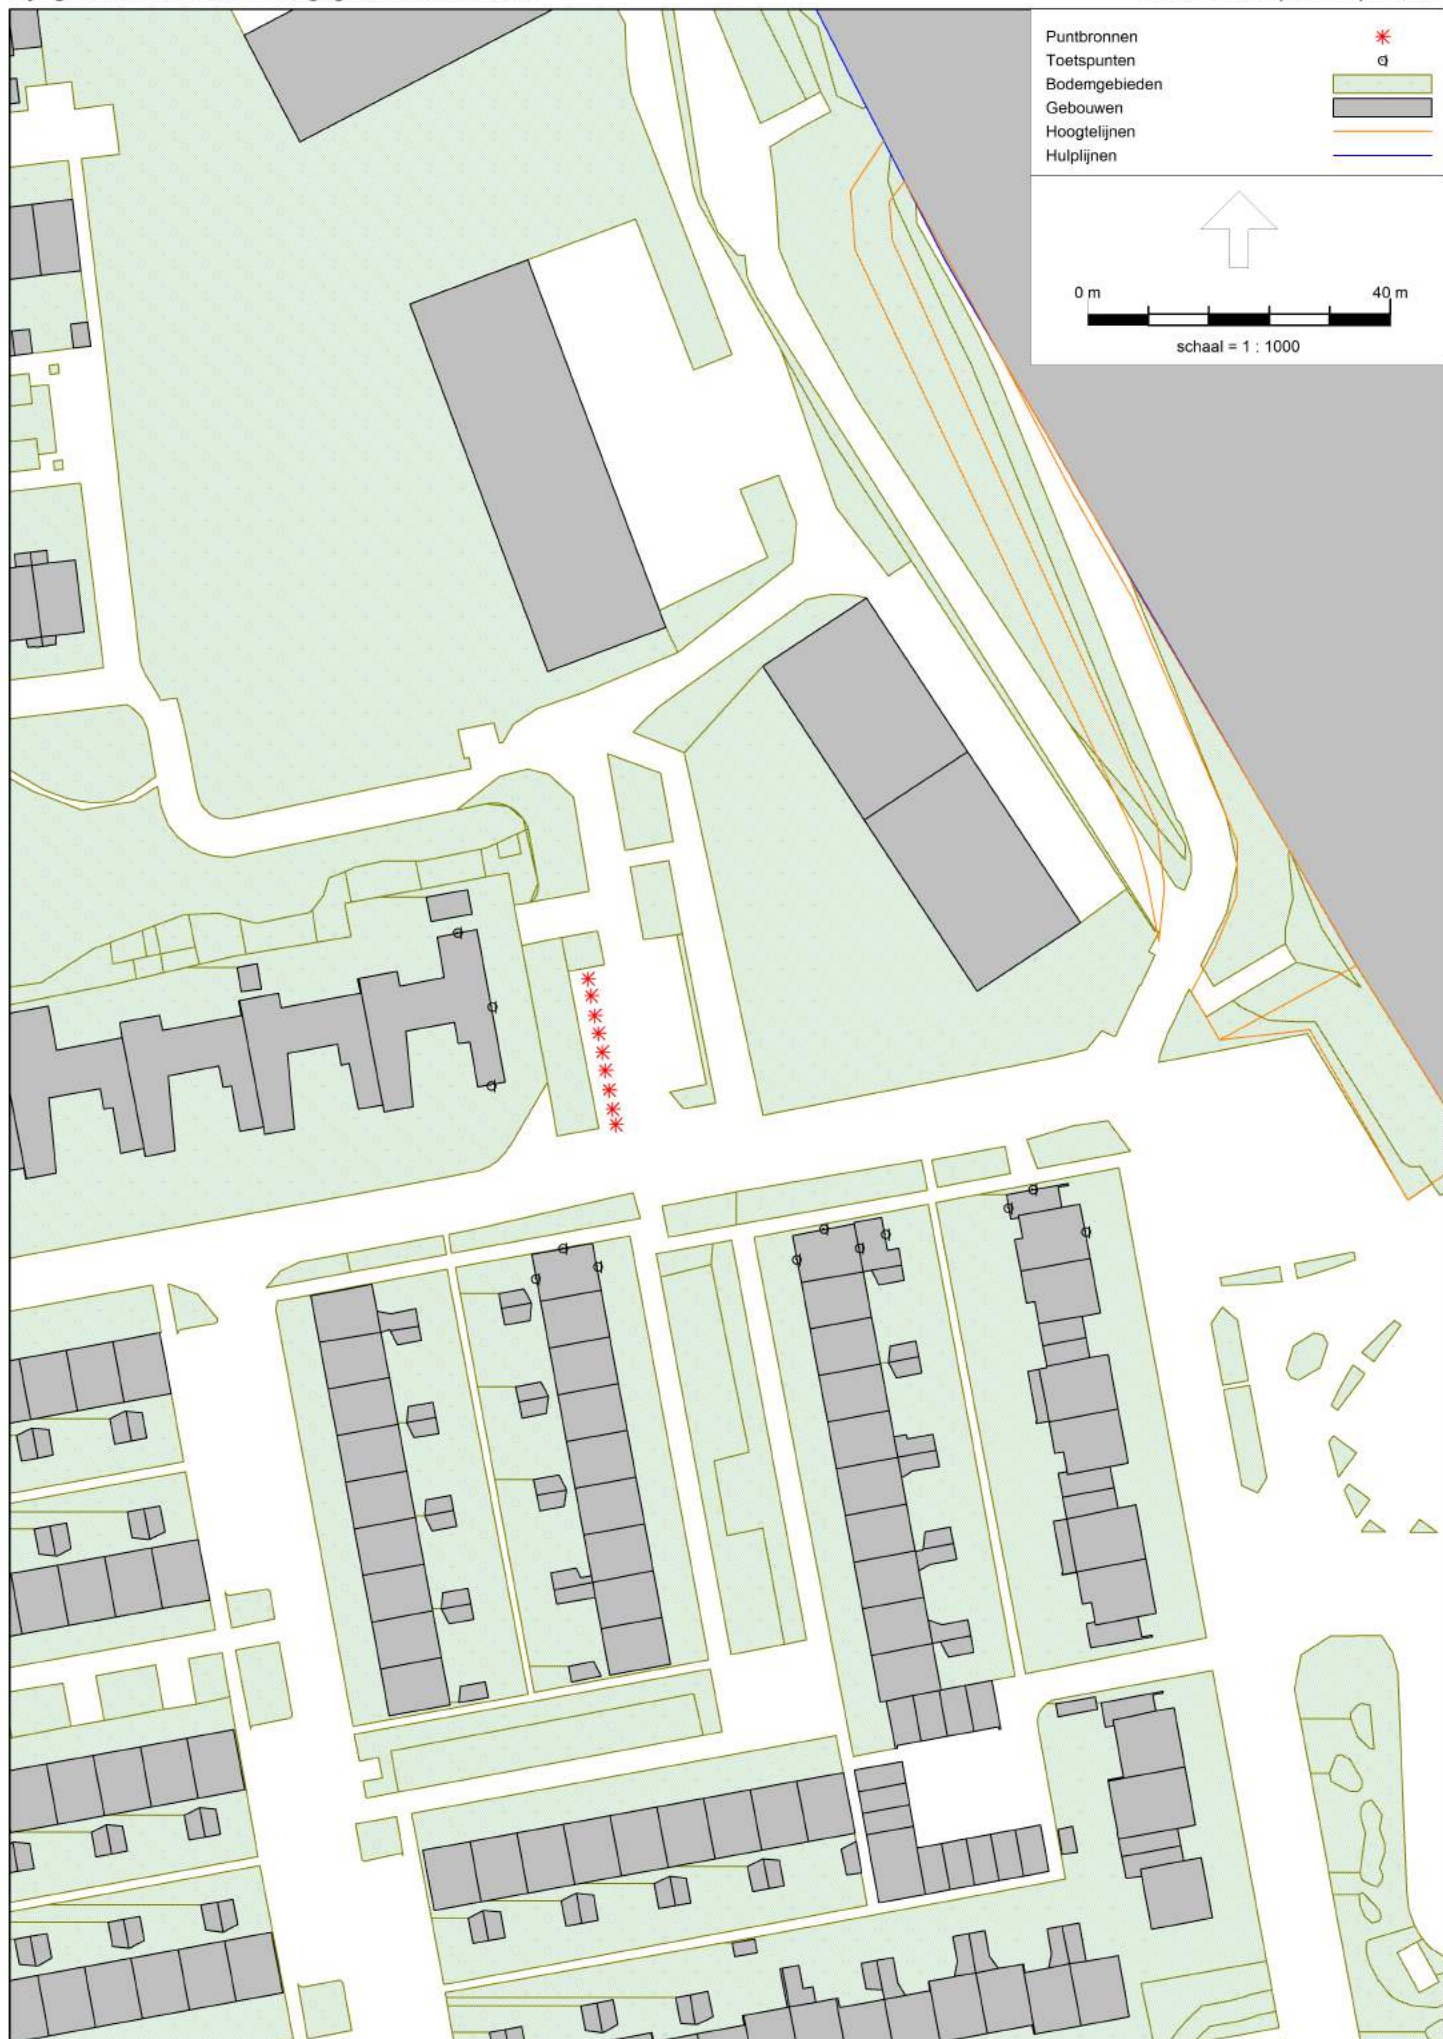 Puntbronnen
Toetspunten
Bodemgebieden
Gebouwen
Hoogtelijnen
Hulplijnen
0 m 40 m
schaal = 1 : 1000